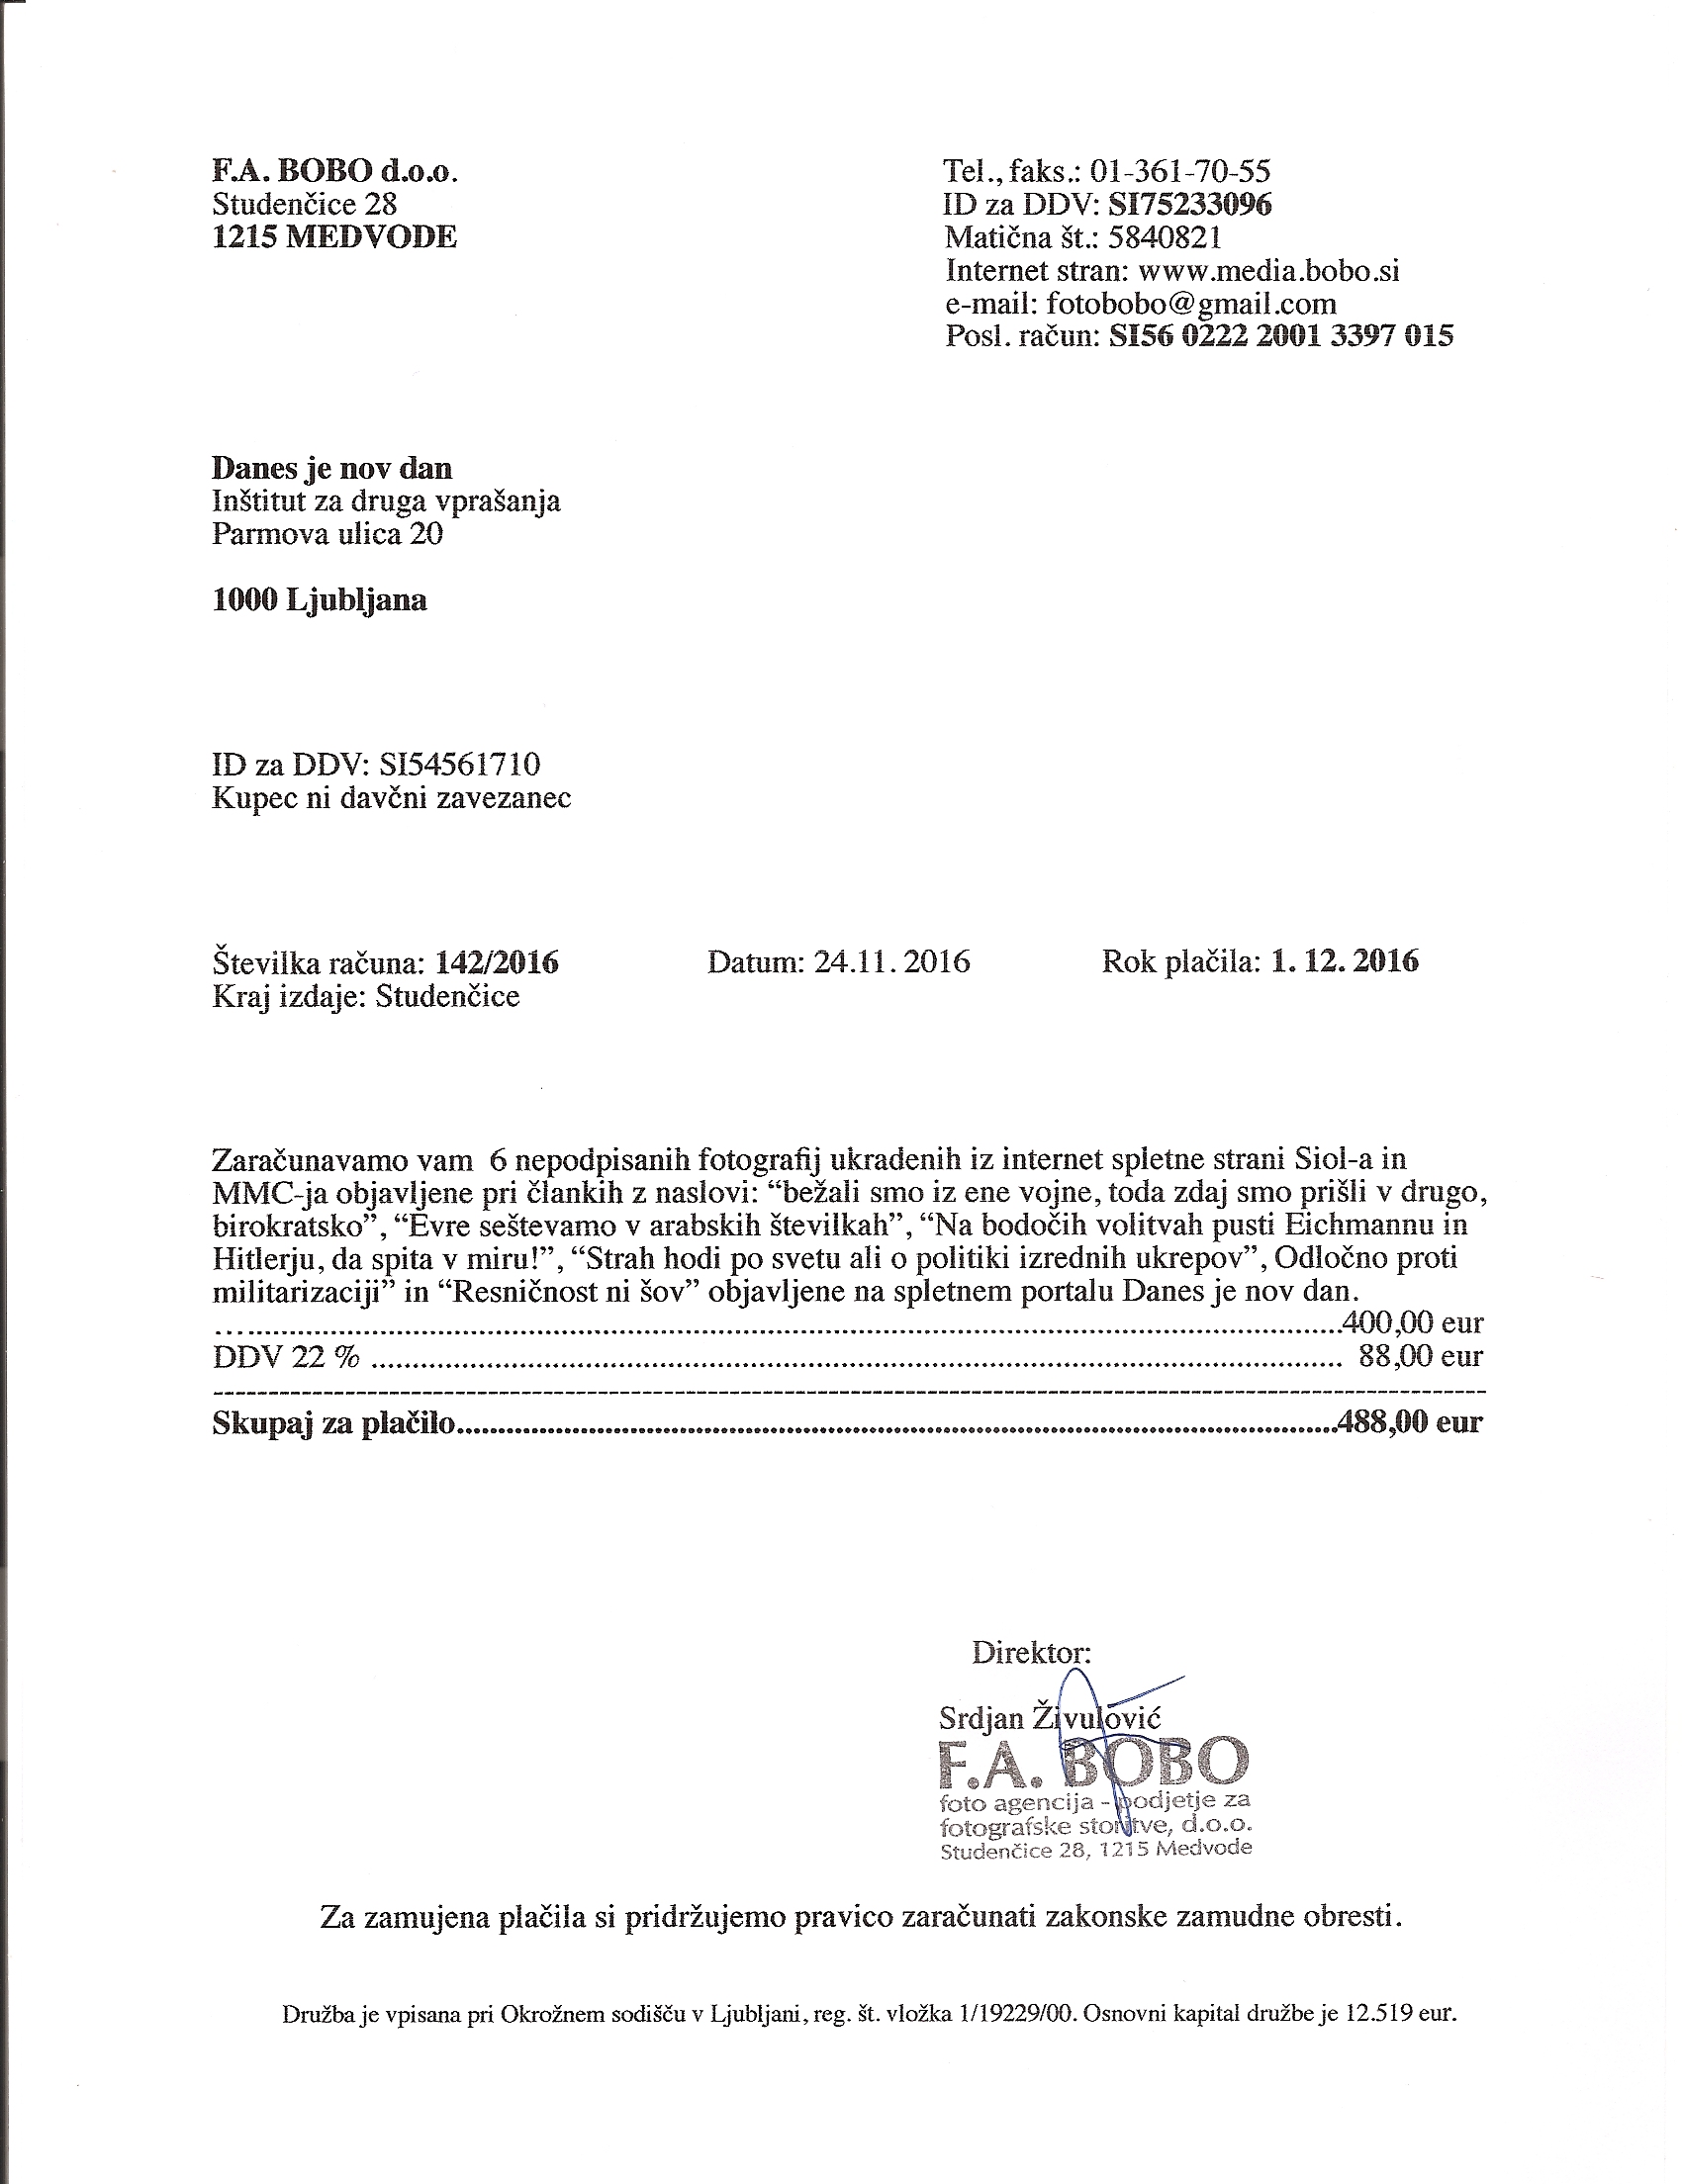 F.A. BOBO d.o.o.
Studenčice 28
1215 MEDVODE
Tel., faks.: 01-361-70-55
ID za DDV: SI75233096
Matična št.: 5840821
Internet stran: www.media.bobo.si
e-mail: fotobobo@gmail.com
Posl. račun: SI56 0222 2001 3397 015
Danes je nov dan
Inštitut za druga vprašanja
Parmova ulica 20
1000 Ljubljana
ID za DDV: SI54561710
Kupec ni davčni zavezanec
Številka računa: 142/2016 Datum: 24.11. 2016 Rok plačila: 1. 12. 2016
Kraj izdaje: Studenčice
Zaračunavamo vam 6 nepodpisanih fotografij ukradenih iz internet spletne strani Siol-a in
MMC-ja objavljene pri člankih z naslovi: “bežali smo iz ene vojne, toda zdaj smo prišli v drugo,
birokratsko”, “Evre seštevamo v arabskih številkah”, “Na bodočih volitvah pusti Eichmannu in
Hitlerju, da spita v miru!”, “Strah hodi po svetu ali o politiki izrednih ukrepov”, Odločno proti
militarizaciji” in “Resničnost ni šov” objavljene na spletnem portalu Danes je nov dan.
............400,00 eur
DDV 22 % ............ 88,00 eur
Skupaj za plačilo............488,00 eur
Direktor:
Srdjan Živulović
F.A. BOBO
foto agencija - podjetje za
fotografske storitve, d.o.o.
Studenčice 28, 1215 Medvode
Za zamujena plačila si pridržujemo pravico zaračunati zakonske zamudne obresti.
Družba je vpisana pri Okrožnem sodišču v Ljubljani, reg. št. vložka 1/19229/00. Osnovni kapital družbe je 12.519 eur.